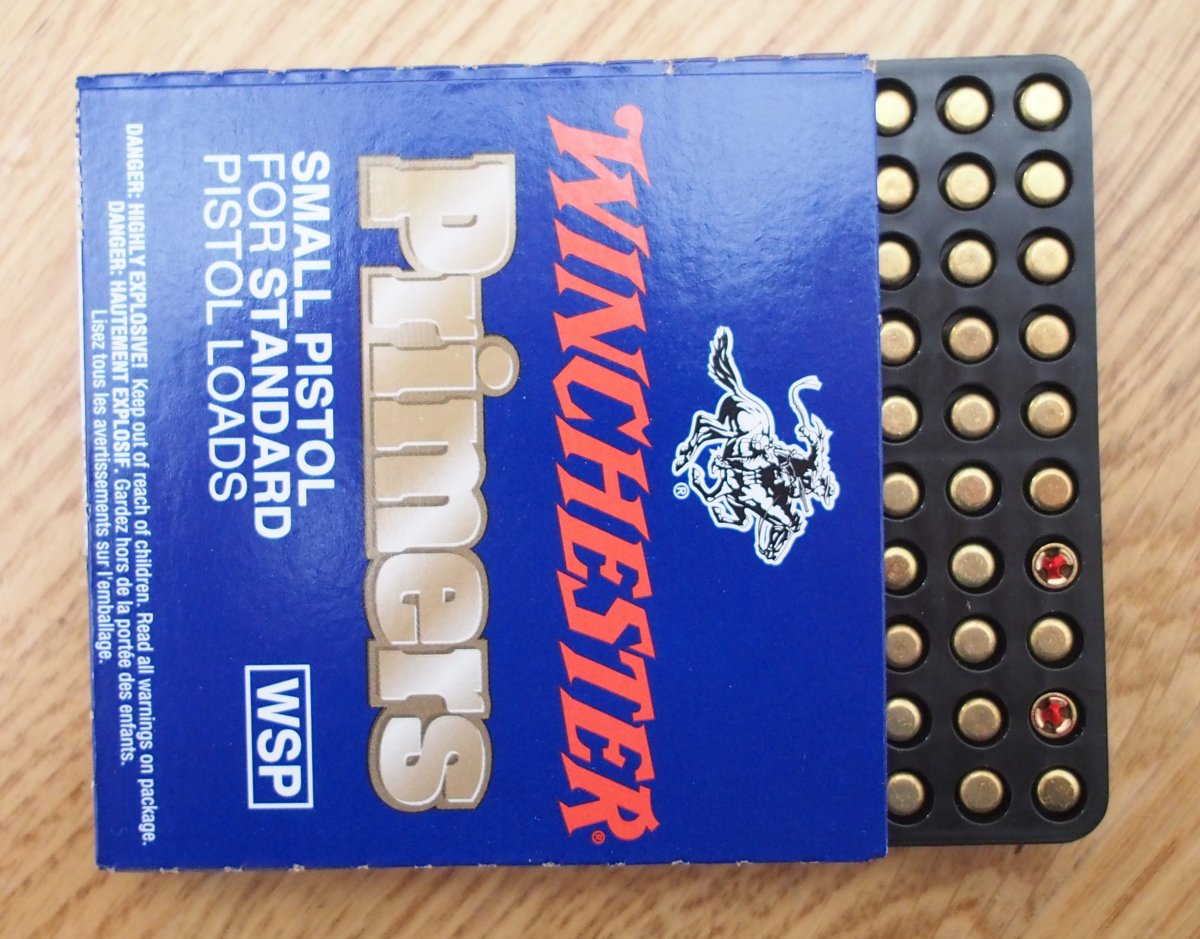 WINCHESTER®
®
Primers
SMALL PISTOL
FOR STANDARD
PISTOL LOADS
WSP
DANGER: HIGHLY EXPLOSIVE! Keep out of reach of children. Read all warnings on package.
DANGER: HAUTEMENT EXPLOSIF. Gardez hors de la portée des enfants.
Lisez tous les avertissements sur l'emballage.